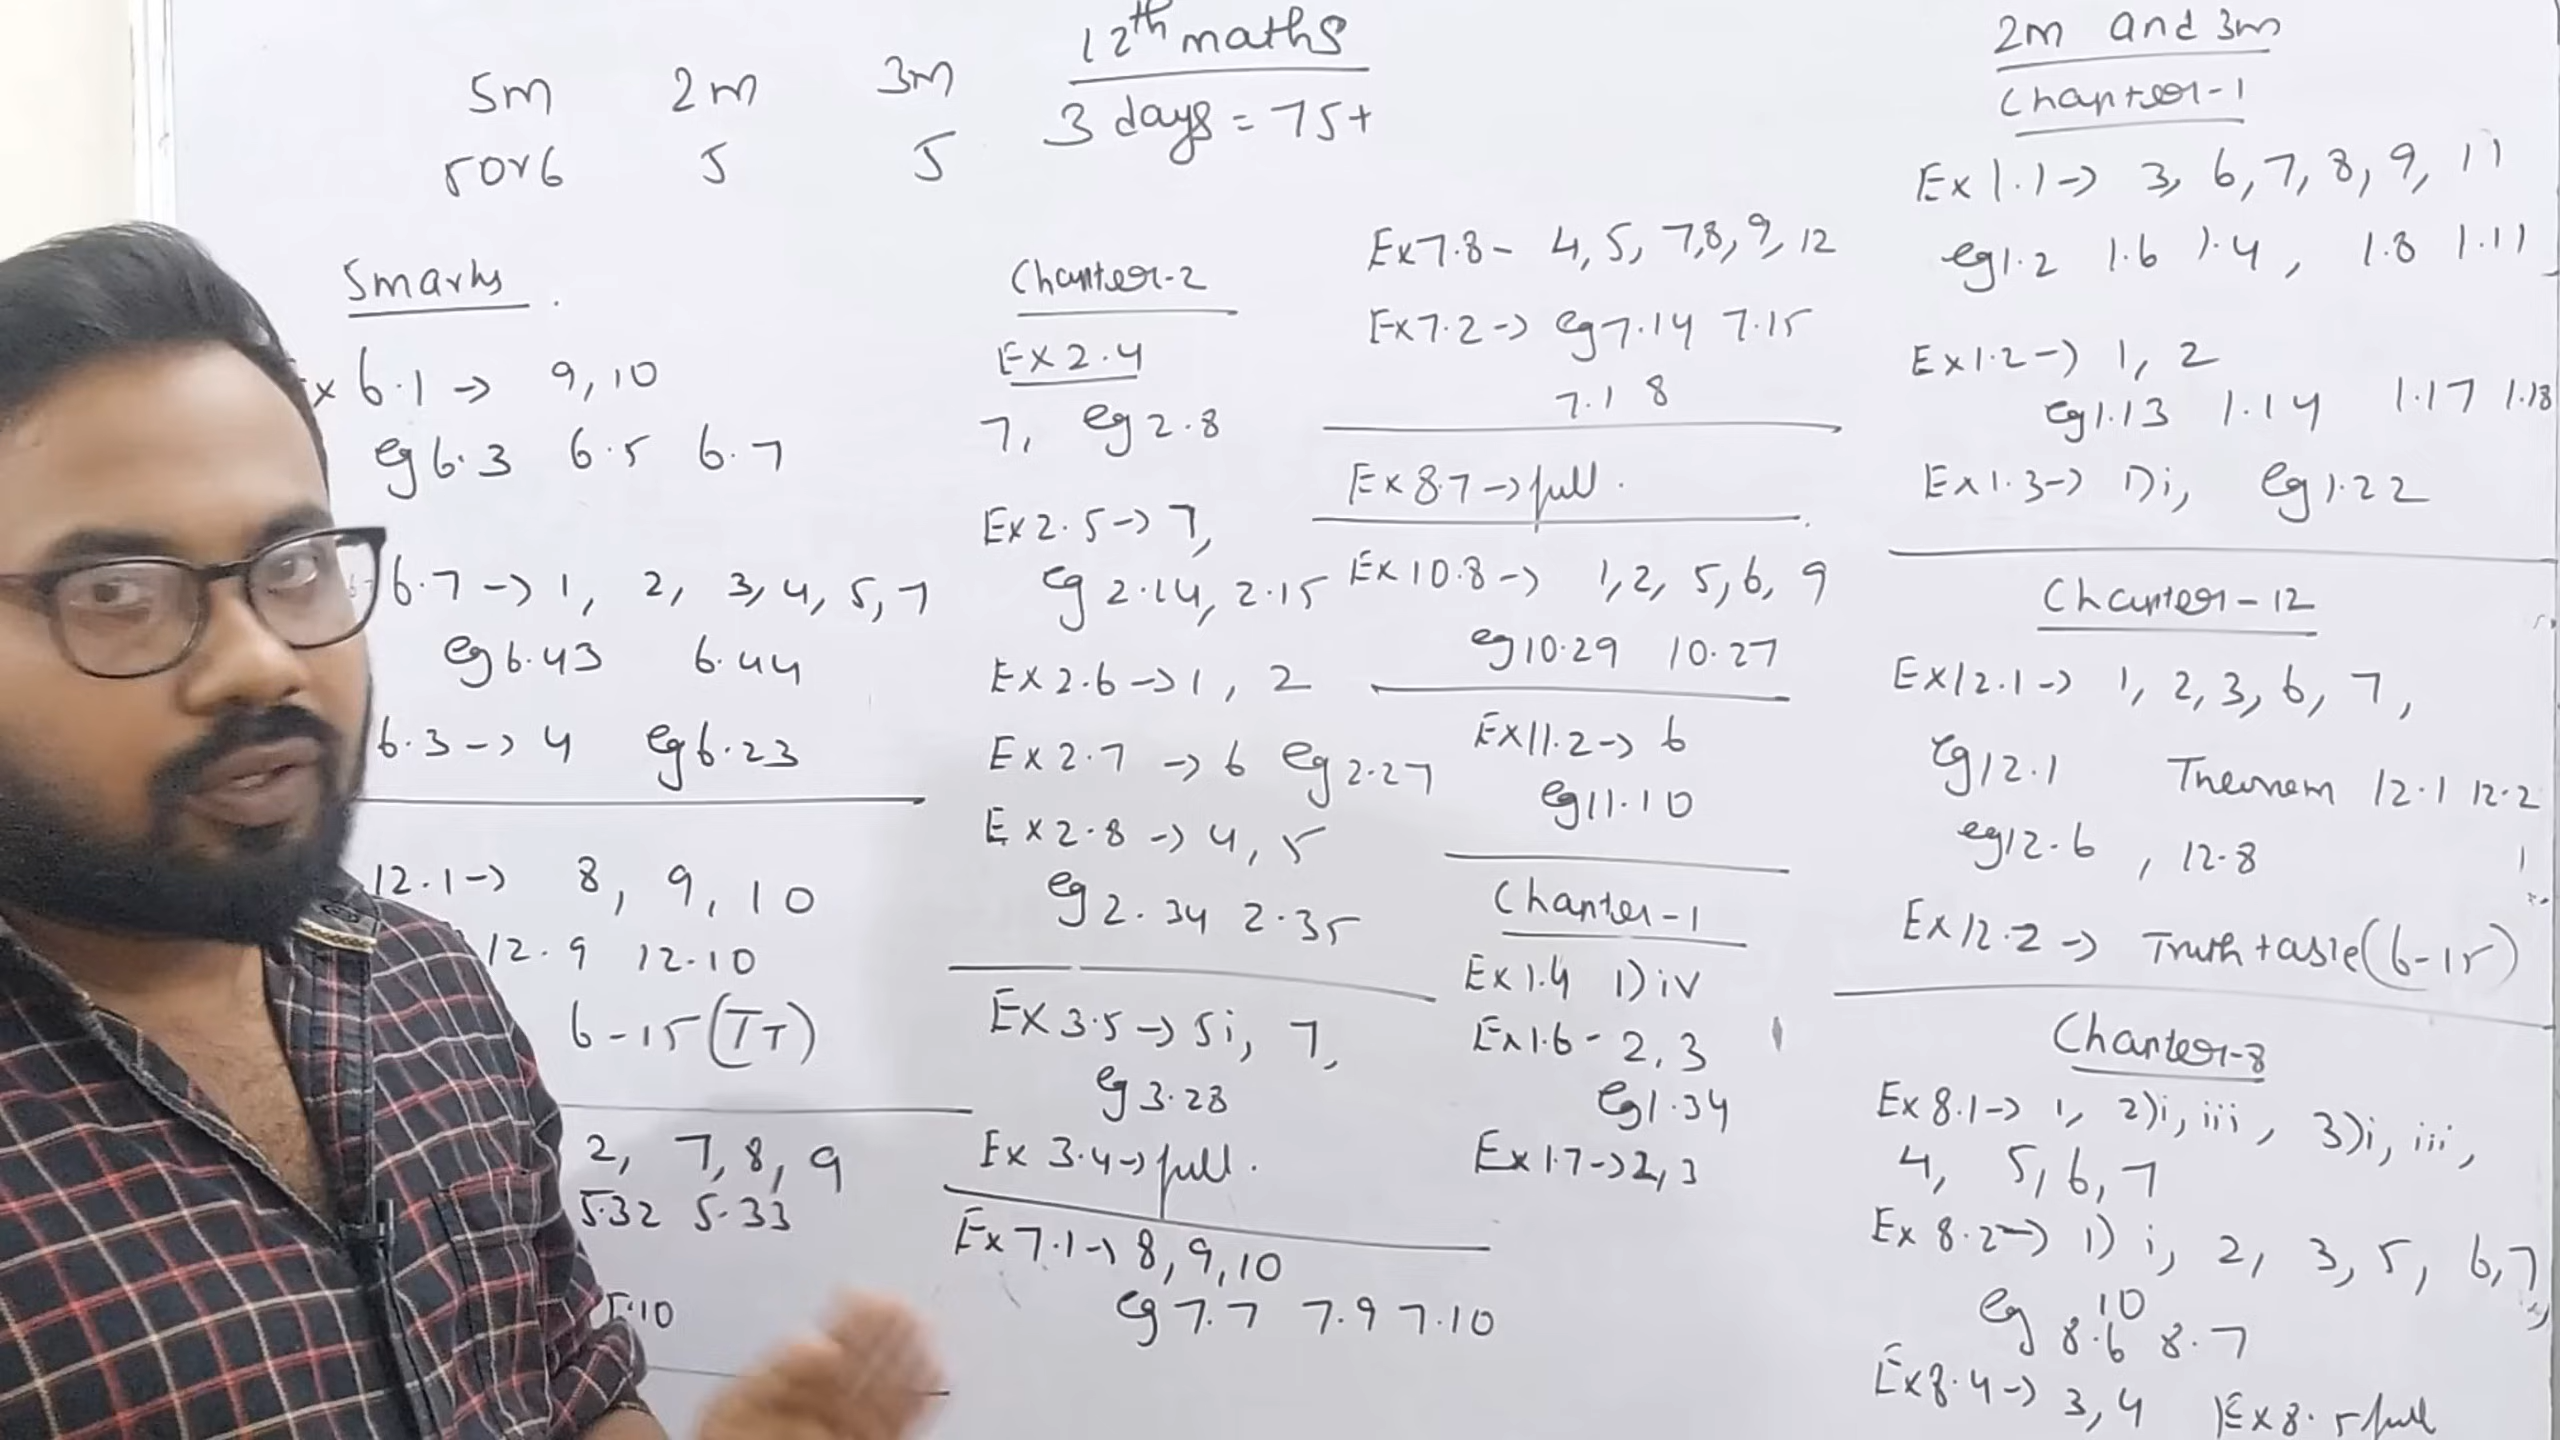 12th maths
3 days = 75+
5m 2m 3m
5 or 6 5 5
5marks
x 6.1 -> 9, 10
eg 6.3 6.5 6.7
6.7 -> 1, 2, 3, 4, 5, 7
eg 6.43 6.44
6.3 -> 4 eg 6.23
12.1 -> 8, 9, 10
12.9 12.10
6-15 (TT)
2, 7, 8, 9
5.32 5.33
5.10
Chapter-2
Ex 2.4
7, eg 2.8
Ex 2.5 -> 7,
eg 2.14, 2.15
Ex 2.6 -> 1, 2
Ex 2.7 -> 6 eg 2.27
Ex 2.8 -> 4, 5
eg 2.34 2.35
Ex 3.5 -> 5i, 7,
eg 3.28
Ex 3.4 -> full.
Ex 7.1 -> 8, 9, 10
eg 7.7 7.9 7.10
Ex 7.8 - 4, 5, 7, 8, 9, 12
Ex 7.2 -> eg 7.14 7.15
7.18
Ex 8.7 -> full.
Ex 10.8 -> 1, 2, 5, 6, 9
eg 10.29 10.27
Ex 11.2 -> 6
eg 11.10
Chapter-1
Ex 1.4 1) iv
Ex 1.6 - 2, 3
eg 1.34
Ex 1.7 -> 2, 3
2m and 3m
Chapter-1
Ex 1.1 -> 3, 6, 7, 8, 9, 11
eg 1.2 1.6 1.4, 1.8 1.11
Ex 1.2 -> 1, 2
eg 1.13 1.14 1.17 1.18
Ex 1.3 -> 1) i, eg 1.22
Chapter-12
Ex 12.1 -> 1, 2, 3, 6, 7,
eg 12.1 Theorem 12.1 12.2
eg 12.6, 12.8
Ex 12.2 -> Truth table (6-15)
Chapter-8
Ex 8.1 -> 1, 2) i, iii, 3) i, iii,
4, 5, 6, 7
Ex 8.2 -> 1) i, 2, 3, 5, 6, 7
10
eg 8.6 8.7
Ex 8.4 -> 3, 4 Ex 8.5 full